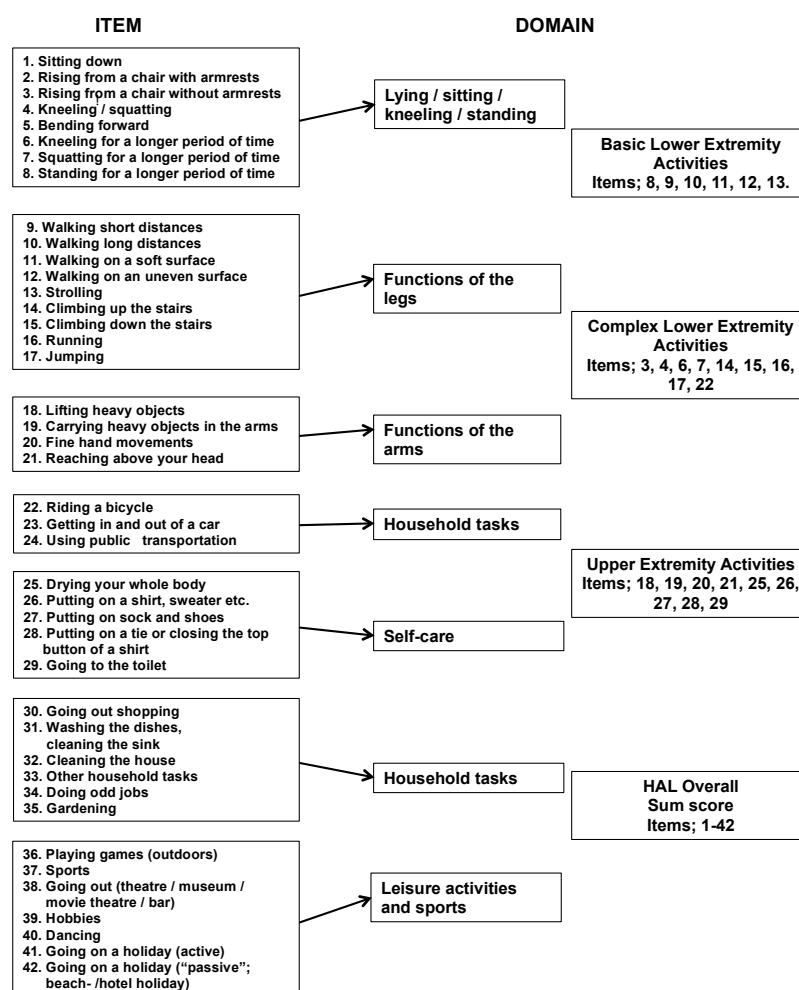 ITEM
DOMAIN
1. Sitting down
2. Rising from a chair with armrests
3. Rising from a chair without armrests
4. Kneeling / squatting
5. Bending forward
6. Kneeling for a longer period of time
7. Squatting for a longer period of time
8. Standing for a longer period of time
Lying / sitting /
kneeling / standing
Basic Lower Extremity
Activities
Items; 8, 9, 10, 11, 12, 13.
9. Walking short distances
10. Walking long distances
11. Walking on a soft surface
12. Walking on an uneven surface
13. Strolling
14. Climbing up the stairs
15. Climbing down the stairs
16. Running
17. Jumping
Functions of the
legs
Complex Lower Extremity
Activities
Items; 3, 4, 6, 7, 14, 15, 16,
17, 22
18. Lifting heavy objects
19. Carrying heavy objects in the arms
20. Fine hand movements
21. Reaching above your head
Functions of the
arms
22. Riding a bicycle
23. Getting in and out of a car
24. Using public transportation
Household tasks
Upper Extremity Activities
Items; 18, 19, 20, 21, 25, 26,
27, 28, 29
25. Drying your whole body
26. Putting on a shirt, sweater etc.
27. Putting on sock and shoes
28. Putting on a tie or closing the top
button of a shirt
29. Going to the toilet
Self-care
30. Going out shopping
31. Washing the dishes,
cleaning the sink
32. Cleaning the house
33. Other household tasks
34. Doing odd jobs
35. Gardening
Household tasks
HAL Overall
Sum score
Items; 1-42
36. Playing games (outdoors)
37. Sports
38. Going out (theatre / museum /
movie theatre / bar)
39. Hobbies
40. Dancing
41. Going on a holiday (active)
42. Going on a holiday (“passive”;
beach- /hotel holiday)
Leisure activities
and sports